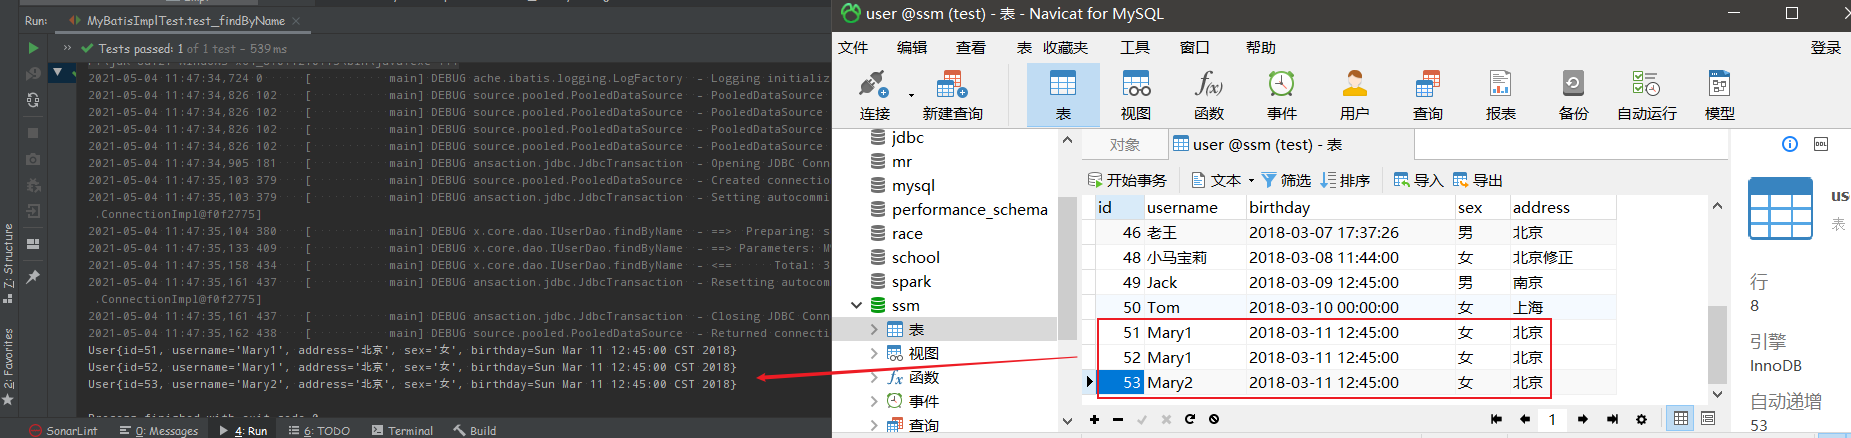 Run: MyBatisImplTest.test_findByName ×
Tests passed: 1 of 1 test – 539 ms
2021-05-04 11:47:34,724 0 [ main] DEBUG ache.ibatis.logging.LogFactory - Logging initializ
2021-05-04 11:47:34,826 102 [ main] DEBUG source.pooled.PooledDataSource - PooledDataSource
2021-05-04 11:47:34,826 102 [ main] DEBUG source.pooled.PooledDataSource - PooledDataSource
2021-05-04 11:47:34,826 102 [ main] DEBUG source.pooled.PooledDataSource - PooledDataSource
2021-05-04 11:47:34,826 102 [ main] DEBUG source.pooled.PooledDataSource - PooledDataSource
2021-05-04 11:47:34,905 181 [ main] DEBUG ansaction.jdbc.JdbcTransaction - Opening JDBC Conn
2021-05-04 11:47:35,103 379 [ main] DEBUG source.pooled.PooledDataSource - Created connectio
2021-05-04 11:47:35,103 379 [ main] DEBUG ansaction.jdbc.JdbcTransaction - Setting autocommi
.ConnectionImpl@f0f2775]
2021-05-04 11:47:35,104 380 [ main] DEBUG x.core.dao.IUserDao.findByName - ==> Preparing: s
2021-05-04 11:47:35,133 409 [ main] DEBUG x.core.dao.IUserDao.findByName - ==> Parameters: M
2021-05-04 11:47:35,158 434 [ main] DEBUG x.core.dao.IUserDao.findByName - <== Total: 3
2021-05-04 11:47:35,161 437 [ main] DEBUG ansaction.jdbc.JdbcTransaction - Resetting autocom
.ConnectionImpl@f0f2775]
2021-05-04 11:47:35,161 437 [ main] DEBUG ansaction.jdbc.JdbcTransaction - Closing JDBC Conn
2021-05-04 11:47:35,162 438 [ main] DEBUG source.pooled.PooledDataSource - Returned connecti
User{id=51, username='Mary1', address='北京', sex='女', birthday=Sun Mar 11 12:45:00 CST 2018}
User{id=52, username='Mary1', address='北京', sex='女', birthday=Sun Mar 11 12:45:00 CST 2018}
User{id=53, username='Mary2', address='北京', sex='女', birthday=Sun Mar 11 12:45:00 CST 2018}
Z: Structure
2: Favorites
SonarLint 0: Messages 4: Run 6: TODO Terminal Build
user @ssm (test) - 表 - Navicat for MySQL
文件 编辑 查看 表 收藏夹 工具 窗口 帮助 登录
连接 新建查询 表 视图 函数 事件 用户 查询 报表 备份 自动运行 模型
jdbc
mr
mysql
performance_schema
race
school
spark
ssm
表
视图
函数
事件
查询
对象 user @ssm (test) - 表
开始事务 文本 筛选 排序 导入 导出
id username birthday sex address
46 老王 2018-03-07 17:37:26 男 北京
48 小马宝莉 2018-03-08 11:44:00 女 北京修正
49 Jack 2018-03-09 12:45:00 男 南京
50 Tom 2018-03-10 00:00:00 女 上海
51 Mary1 2018-03-11 12:45:00 女 北京
52 Mary1 2018-03-11 12:45:00 女 北京
53 Mary2 2018-03-11 12:45:00 女 北京
1
DDL
us
表
行
8
引擎
InnoDB
自动递增
53